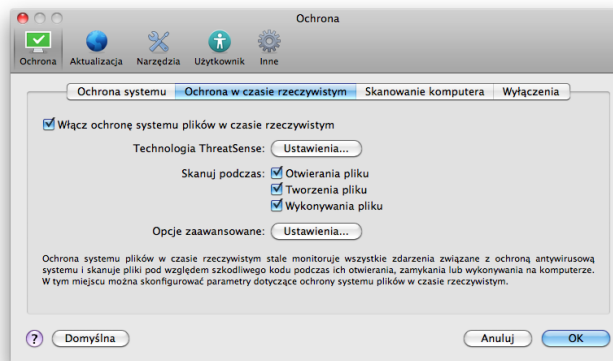 Ochrona
Ochrona Aktualizacja Narzędzia Użytkownik Inne
Ochrona systemu Ochrona w czasie rzeczywistym Skanowanie komputera Wyłączenia
Włącz ochronę systemu plików w czasie rzeczywistym
Technologia ThreatSense: Ustawienia...
Skanuj podczas: Otwierania pliku
Tworzenia pliku
Wykonywania pliku
Opcje zaawansowane: Ustawienia...
Ochrona systemu plików w czasie rzeczywistym stale monitoruje wszystkie zdarzenia związane z ochroną antywirusową
systemu i skanuje pliki pod względem szkodliwego kodu podczas ich otwierania, zamykania lub wykonywania na komputerze.
W tym miejscu można skonfigurować parametry dotyczące ochrony systemu plików w czasie rzeczywistym.
? Domyślna Anuluj OK